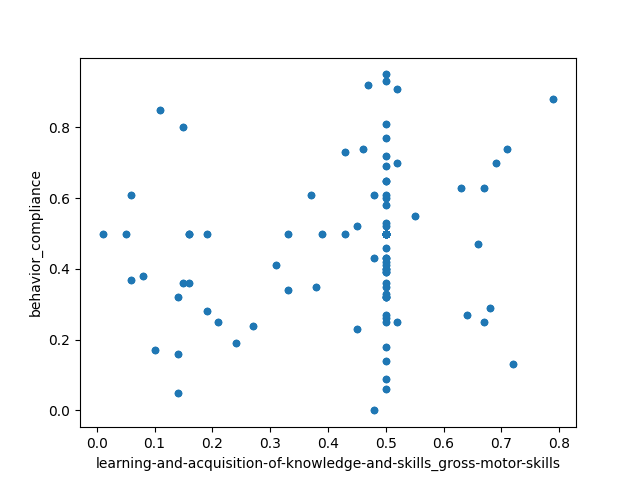 behavior_compliance
0.8
0.6
0.4
0.2
0.0
0.0 0.1 0.2 0.3 0.4 0.5 0.6 0.7 0.8
learning-and-acquisition-of-knowledge-and-skills_gross-motor-skills